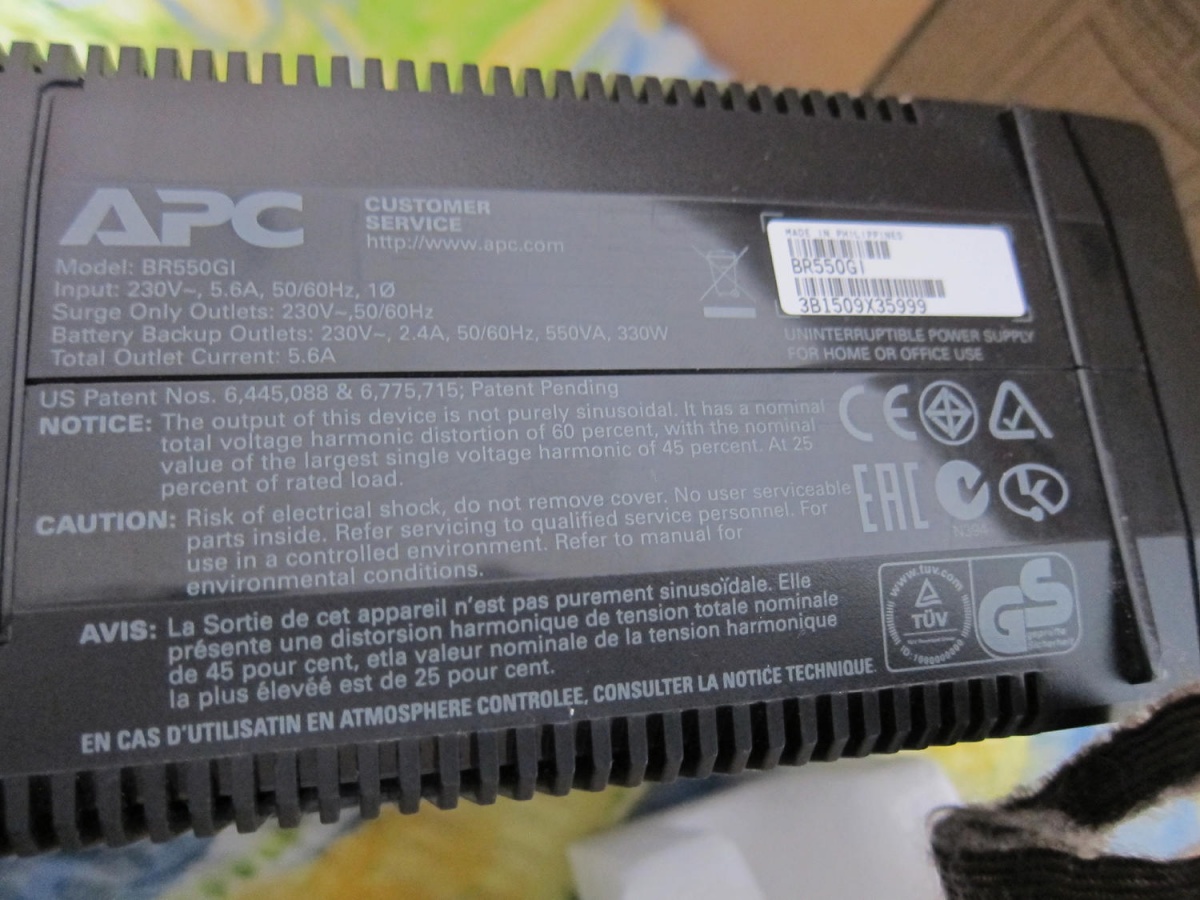 APC
CUSTOMER
SERVICE
http://www.apc.com
Model: BR550GI
Input: 230V~, 5.6A, 50/60Hz, 1Ø
Surge Only Outlets: 230V~,50/60Hz
Battery Backup Outlets: 230V~, 2.4A, 50/60Hz, 550VA, 330W
Total Outlet Current: 5.6A
MADE IN PHILIPPINES
BR550GI
3B1509X35999
UNINTERRUPTIBLE POWER SUPPLY
FOR HOME OR OFFICE USE
US Patent Nos. 6,445,088 & 6,775,715; Patent Pending
NOTICE: The output of this device is not purely sinusoidal. It has a nominal
total voltage harmonic distortion of 60 percent, with the nominal
value of the largest single voltage harmonic of 45 percent. At 25
percent of rated load.
CAUTION: Risk of electrical shock, do not remove cover. No user serviceable
parts inside. Refer servicing to qualified service personnel. For
use in a controlled environment. Refer to manual for
environmental conditions.
CE
EAC
N394
AVIS: La Sortie de cet appareil n'est pas purement sinusoïdale. Elle
présente une distorsion harmonique de tension totale nominale
de 45 pour cent, etla valeur nominale de la tension harmonique
la plus élevéé est de 25 pour cent.
EN CAS D'UTILISATIN EN ATMOSPHERE CONTROLEE, CONSULTER LA NOTICE TECHNIQUE.
www.tuv.com
TÜV
GS